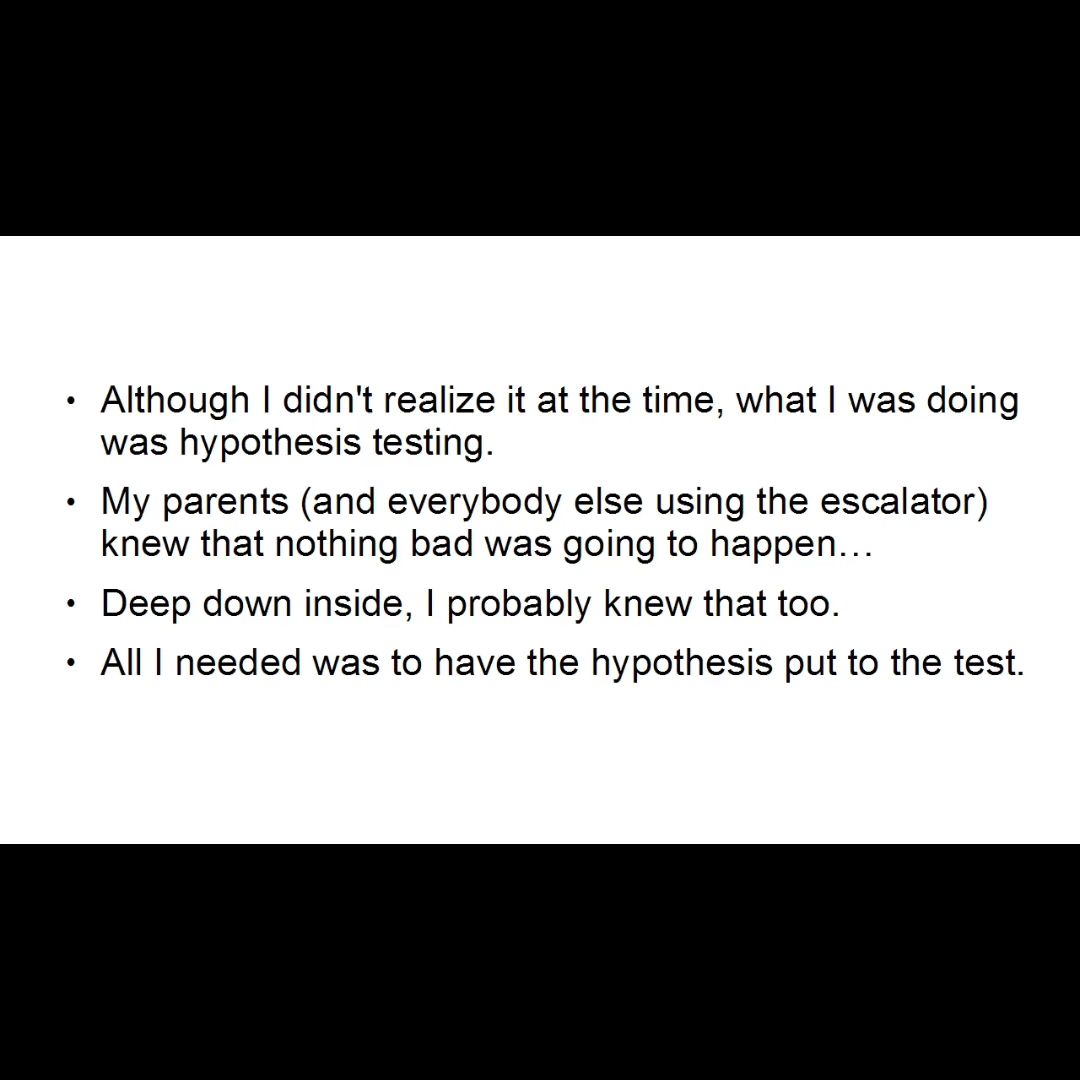 • Although I didn't realize it at the time, what I was doing
was hypothesis testing.
• My parents (and everybody else using the escalator)
knew that nothing bad was going to happen…
• Deep down inside, I probably knew that too.
• All I needed was to have the hypothesis put to the test.